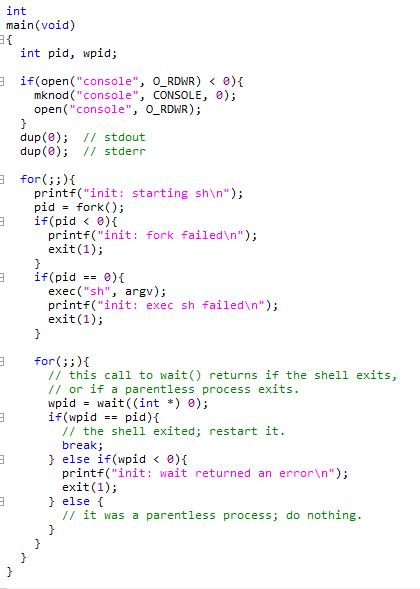 int
main(void)
{
  int pid, wpid;

  if(open("console", O_RDWR) < 0){
    mknod("console", CONSOLE, 0);
    open("console", O_RDWR);
  }
  dup(0);  // stdout
  dup(0);  // stderr

  for(;;){
    printf("init: starting sh\n");
    pid = fork();
    if(pid < 0){
      printf("init: fork failed\n");
      exit(1);
    }
    if(pid == 0){
      exec("sh", argv);
      printf("init: exec sh failed\n");
      exit(1);
    }

    for(;;){
      // this call to wait() returns if the shell exits,
      // or if a parentless process exits.
      wpid = wait((int *) 0);
      if(wpid == pid){
        // the shell exited; restart it.
        break;
      } else if(wpid < 0){
        printf("init: wait returned an error\n");
        exit(1);
      } else {
        // it was a parentless process; do nothing.
      }
    }
  }
}